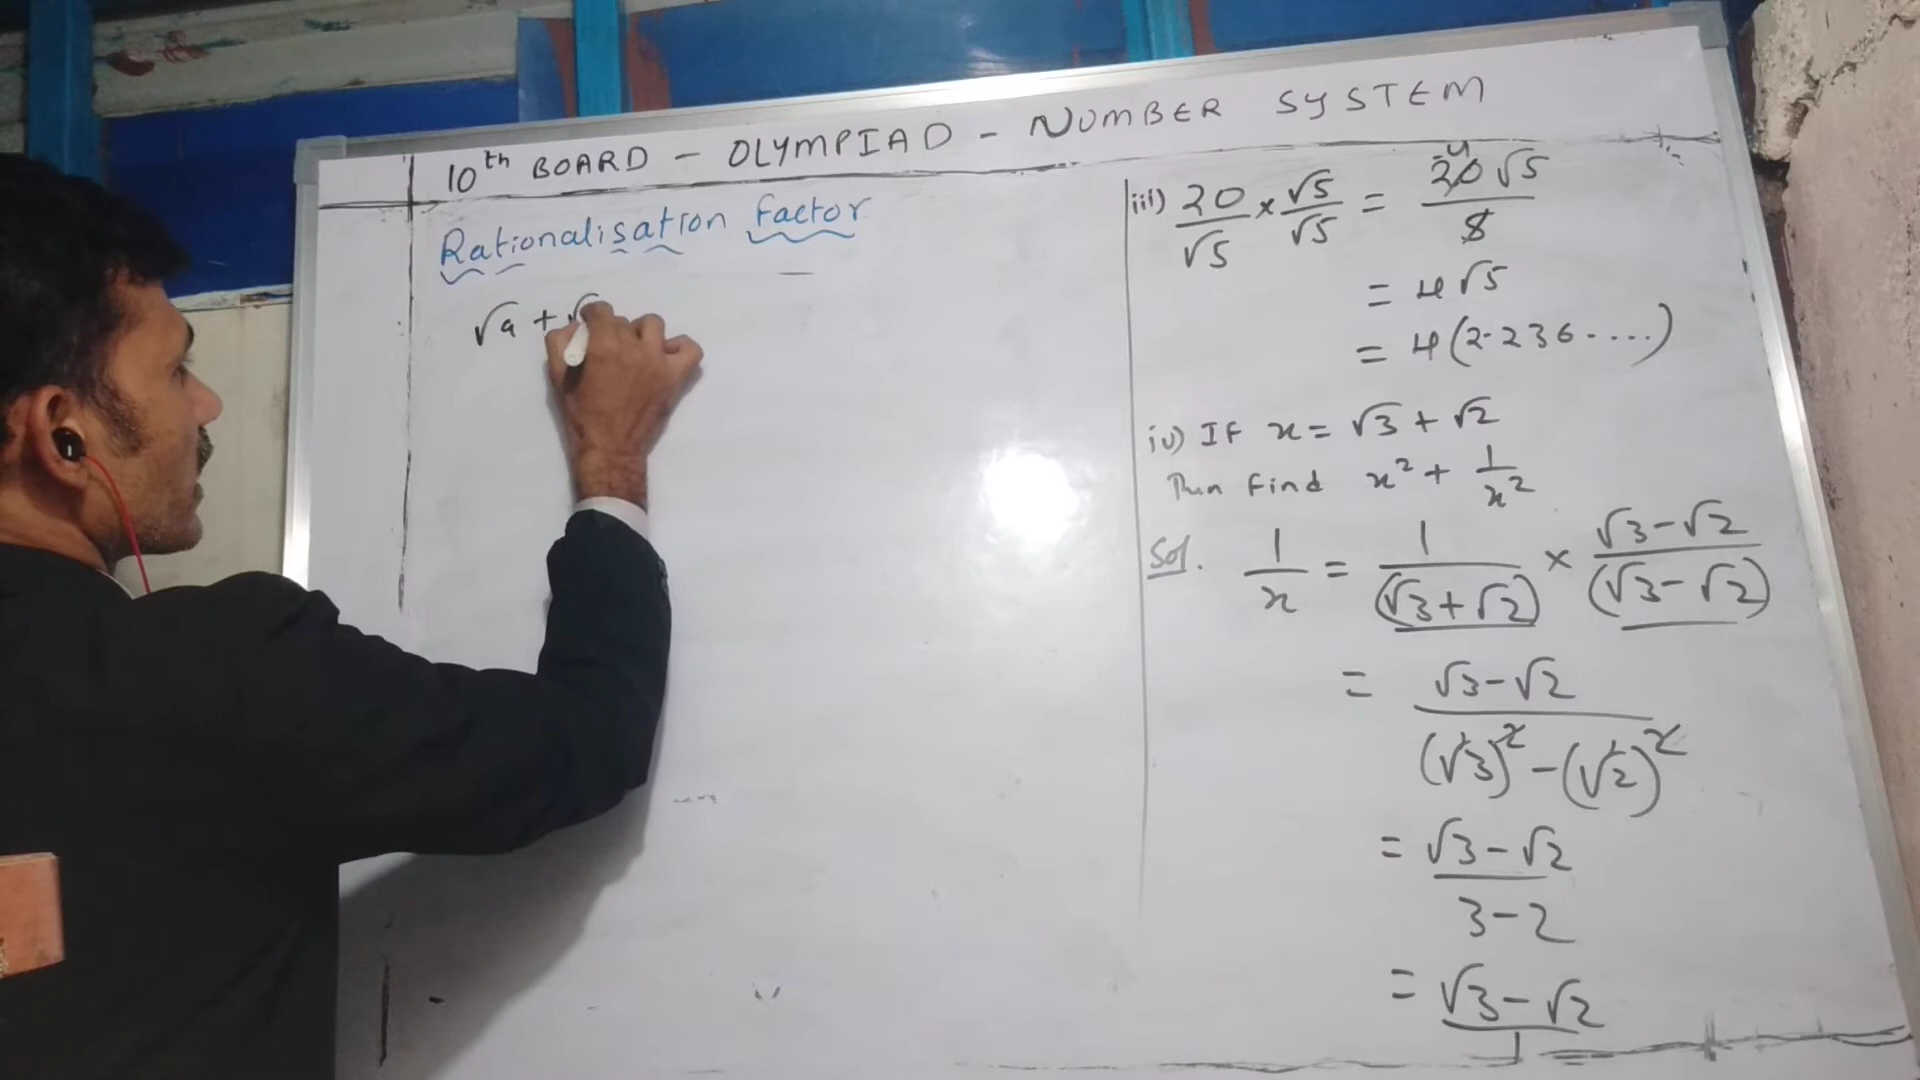 10th BOARD - OLYMPIAD - NUMBER SYSTEM
Rationalisation Factor
√a + √
iii) 20/√5 × √5/√5 = 20√5/5
4
= 4√5
= 4(2.236.....)
iv) IF x = √3 + √2
Then Find x² + 1/x²
Sol. 1/x = 1/(√3+√2) × √3-√2/(√3-√2)
= √3-√2/(√3)²-(√2)²
= √3-√2/3-2
= √3-√2/1